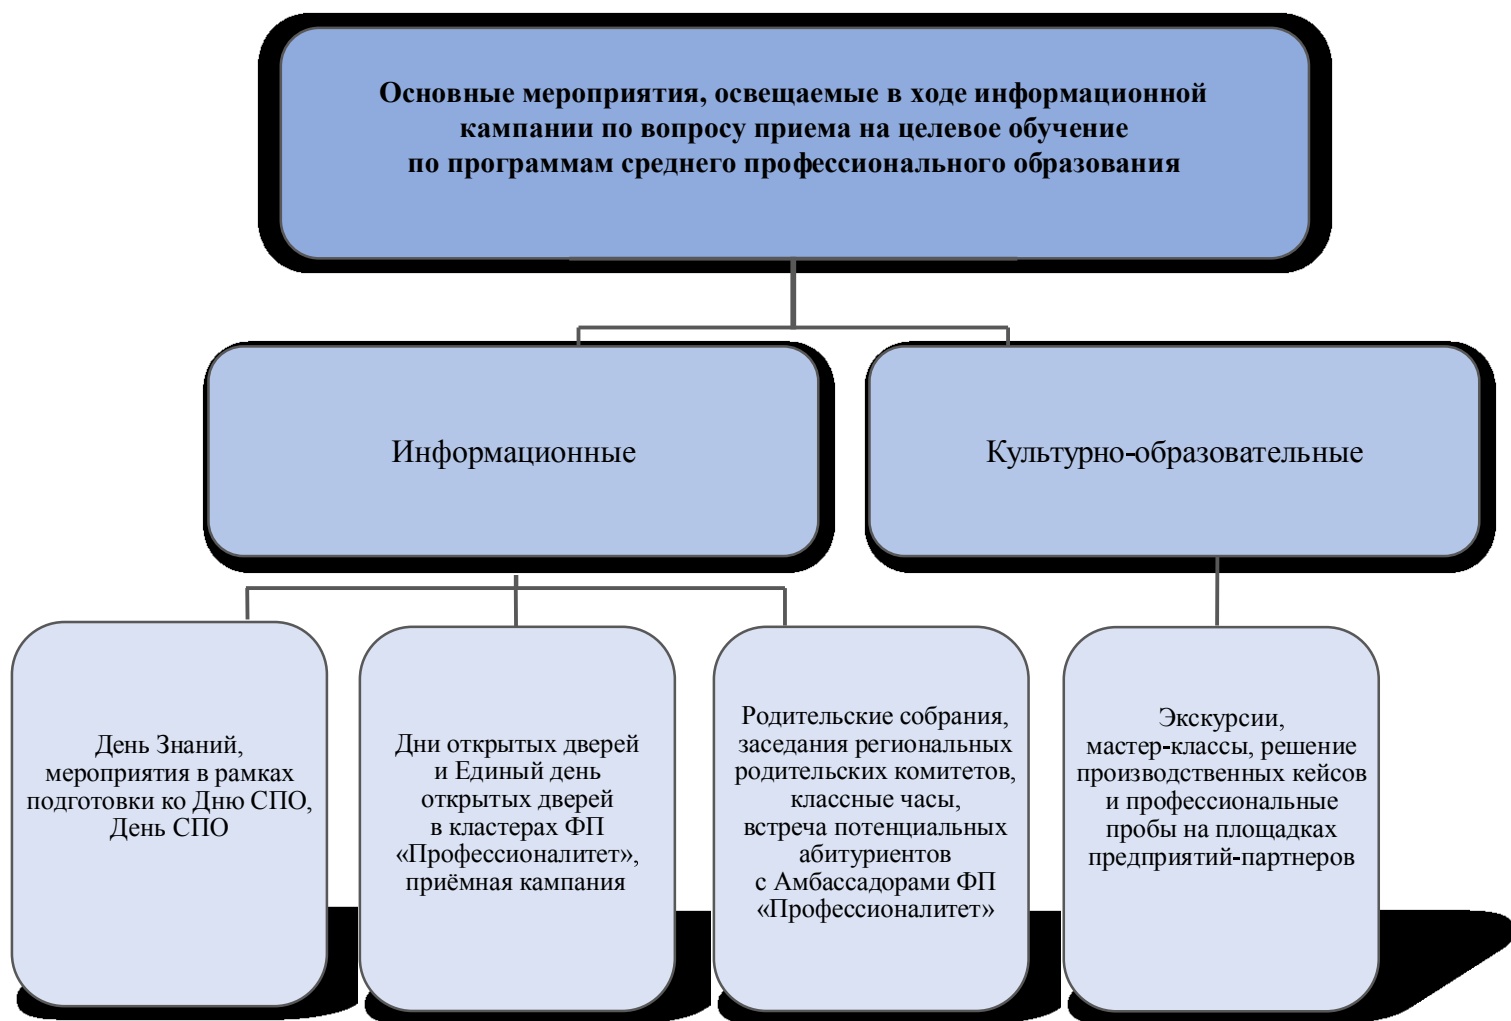 Основные мероприятия, освещаемые в ходе информационной
кампании по вопросу приема на целевое обучение
по программам среднего профессионального образования
Информационные
Культурно-образовательные
День Знаний,
мероприятия в рамках
подготовки ко Дню СПО,
День СПО
Дни открытых дверей
и Единый день
открытых дверей
в кластерах ФП
«Профессионалитет»,
приёмная кампания
Родительские собрания,
заседания региональных
родительских комитетов,
классные часы,
встреча потенциальных
абитуриентов
с Амбассадорами ФП
«Профессионалитет»
Экскурсии,
мастер-классы, решение
производственных кейсов
и профессиональные
пробы на площадках
предприятий-партнеров